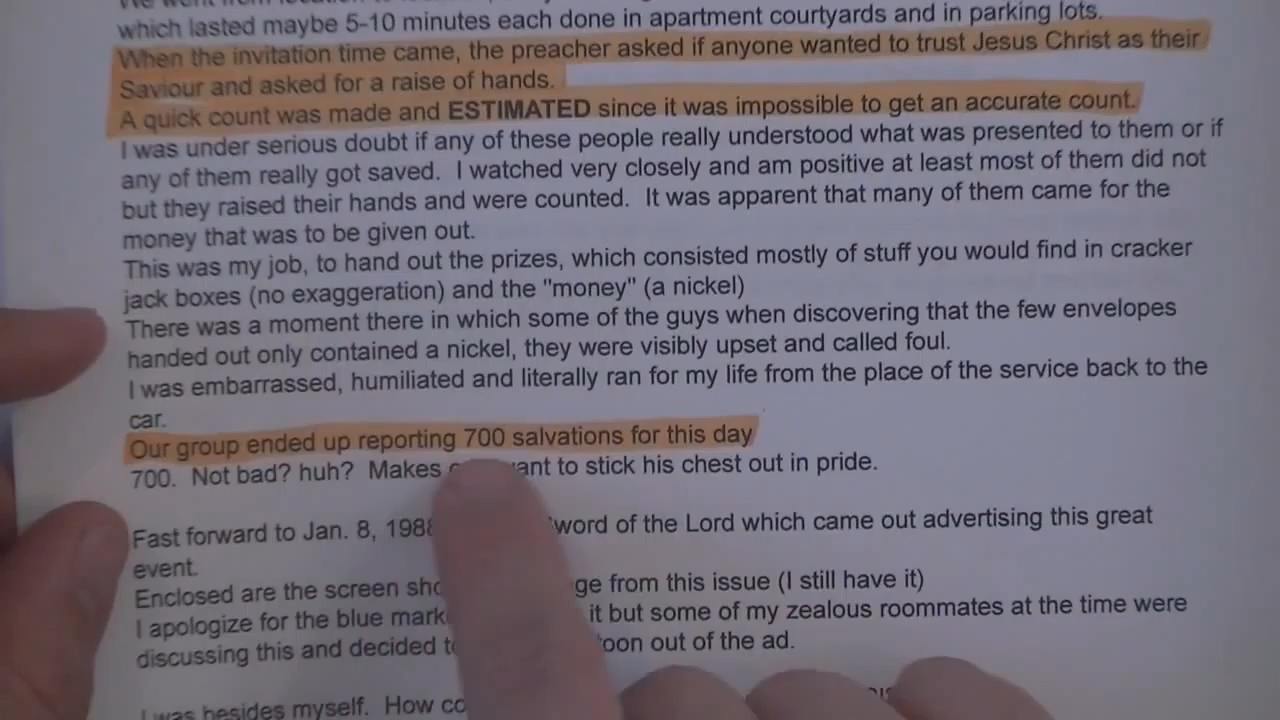 which lasted maybe 5-10 minutes each done in apartment courtyards and in parking lots.
When the invitation time came, the preacher asked if anyone wanted to trust Jesus Christ as their
Saviour and asked for a raise of hands.
A quick count was made and ESTIMATED since it was impossible to get an accurate count.
I was under serious doubt if any of these people really understood what was presented to them or if
any of them really got saved. I watched very closely and am positive at least most of them did not
but they raised their hands and were counted. It was apparent that many of them came for the
money that was to be given out.
This was my job, to hand out the prizes, which consisted mostly of stuff you would find in cracker
jack boxes (no exaggeration) and the "money" (a nickel)
There was a moment there in which some of the guys when discovering that the few envelopes
handed out only contained a nickel, they were visibly upset and called foul.
I was embarrassed, humiliated and literally ran for my life from the place of the service back to the
car.
Our group ended up reporting 700 salvations for this day
700. Not bad? huh? Makes want to stick his chest out in pride.
Fast forward to Jan. 8, 1988 word of the Lord which came out advertising this great
event.
Enclosed are the screen from this issue (I still have it)
I apologize for the blue it but some of my zealous roommates at the time were
discussing this and decided out of the ad.
I was besides myself. How